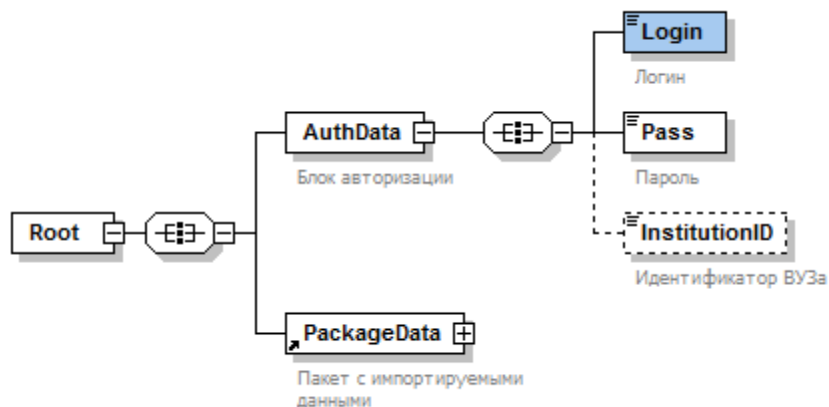 Login
Логин
AuthData
Блок авторизации
Pass
Пароль
Root
InstitutionID
Идентификатор ВУЗа
PackageData
Пакет с импортируемыми
данными